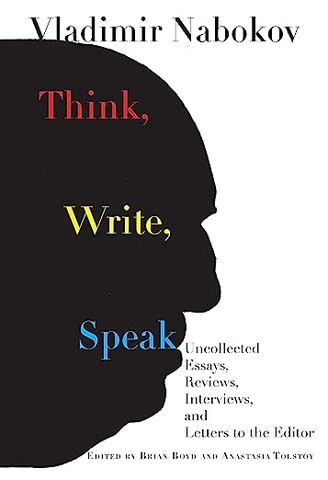 Vladimir Nabokov
Think,
Write,
Speak
Uncollected
Essays,
Reviews,
Interviews,
and
Letters to the Editor
Edited by Brian Boyd and Anastasia Tolstoy